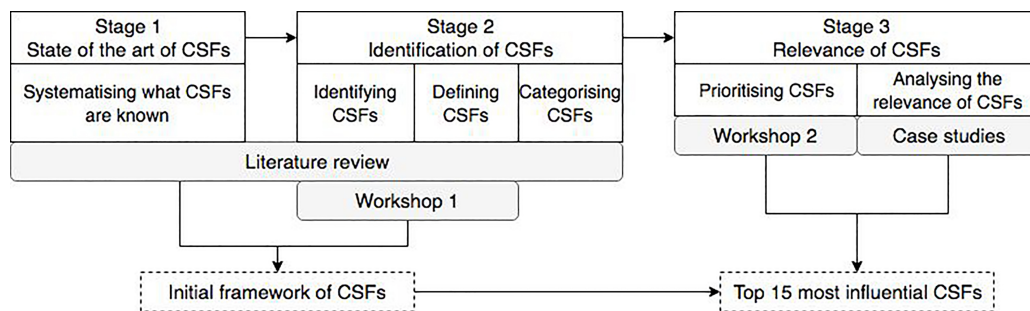 Stage 1
State of the art of CSFs
Systematising what CSFs
are known
Stage 2
Identification of CSFs
Identifying
CSFs
Defining
CSFs
Categorising
CSFs
Stage 3
Relevance of CSFs
Prioritising CSFs
Analysing the
relevance of CSFs
Literature review
Workshop 1
Workshop 2
Case studies
Initial framework of CSFs
Top 15 most influential CSFs